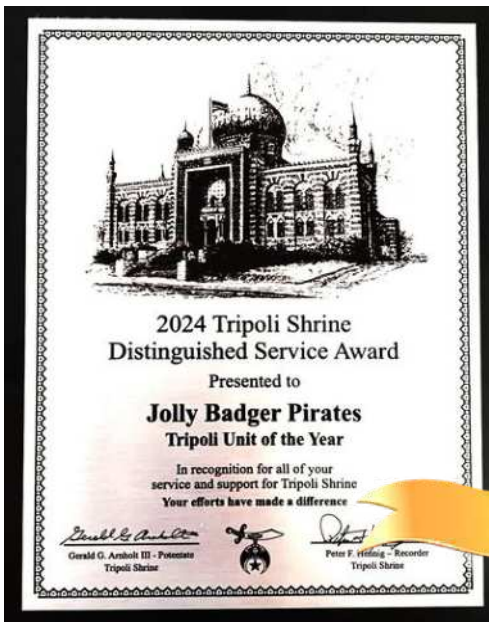 2024 Tripoli Shrine
Distinguished Service Award
Presented to
Jolly Badger Pirates
Tripoli Unit of the Year
In recognition for all of your
service and support for Tripoli Shrine
Your efforts have made a difference
Gerald G. Arnholt III - Potentate
Tripoli Shrine
Peter F. Hennig – Recorder
Tripoli Shrine